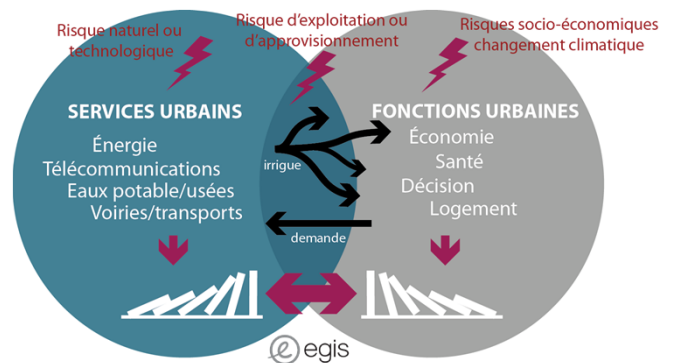 Risque naturel ou
technologique
Risque d'exploitation ou
d'approvisionnement
Risques socio-économiques
changement climatique
SERVICES URBAINS
Énergie
Télécommunications
Eaux potable/usées
Voiries/transports
irrigue
demande
FONCTIONS URBAINES
Économie
Santé
Décision
Logement
e egis